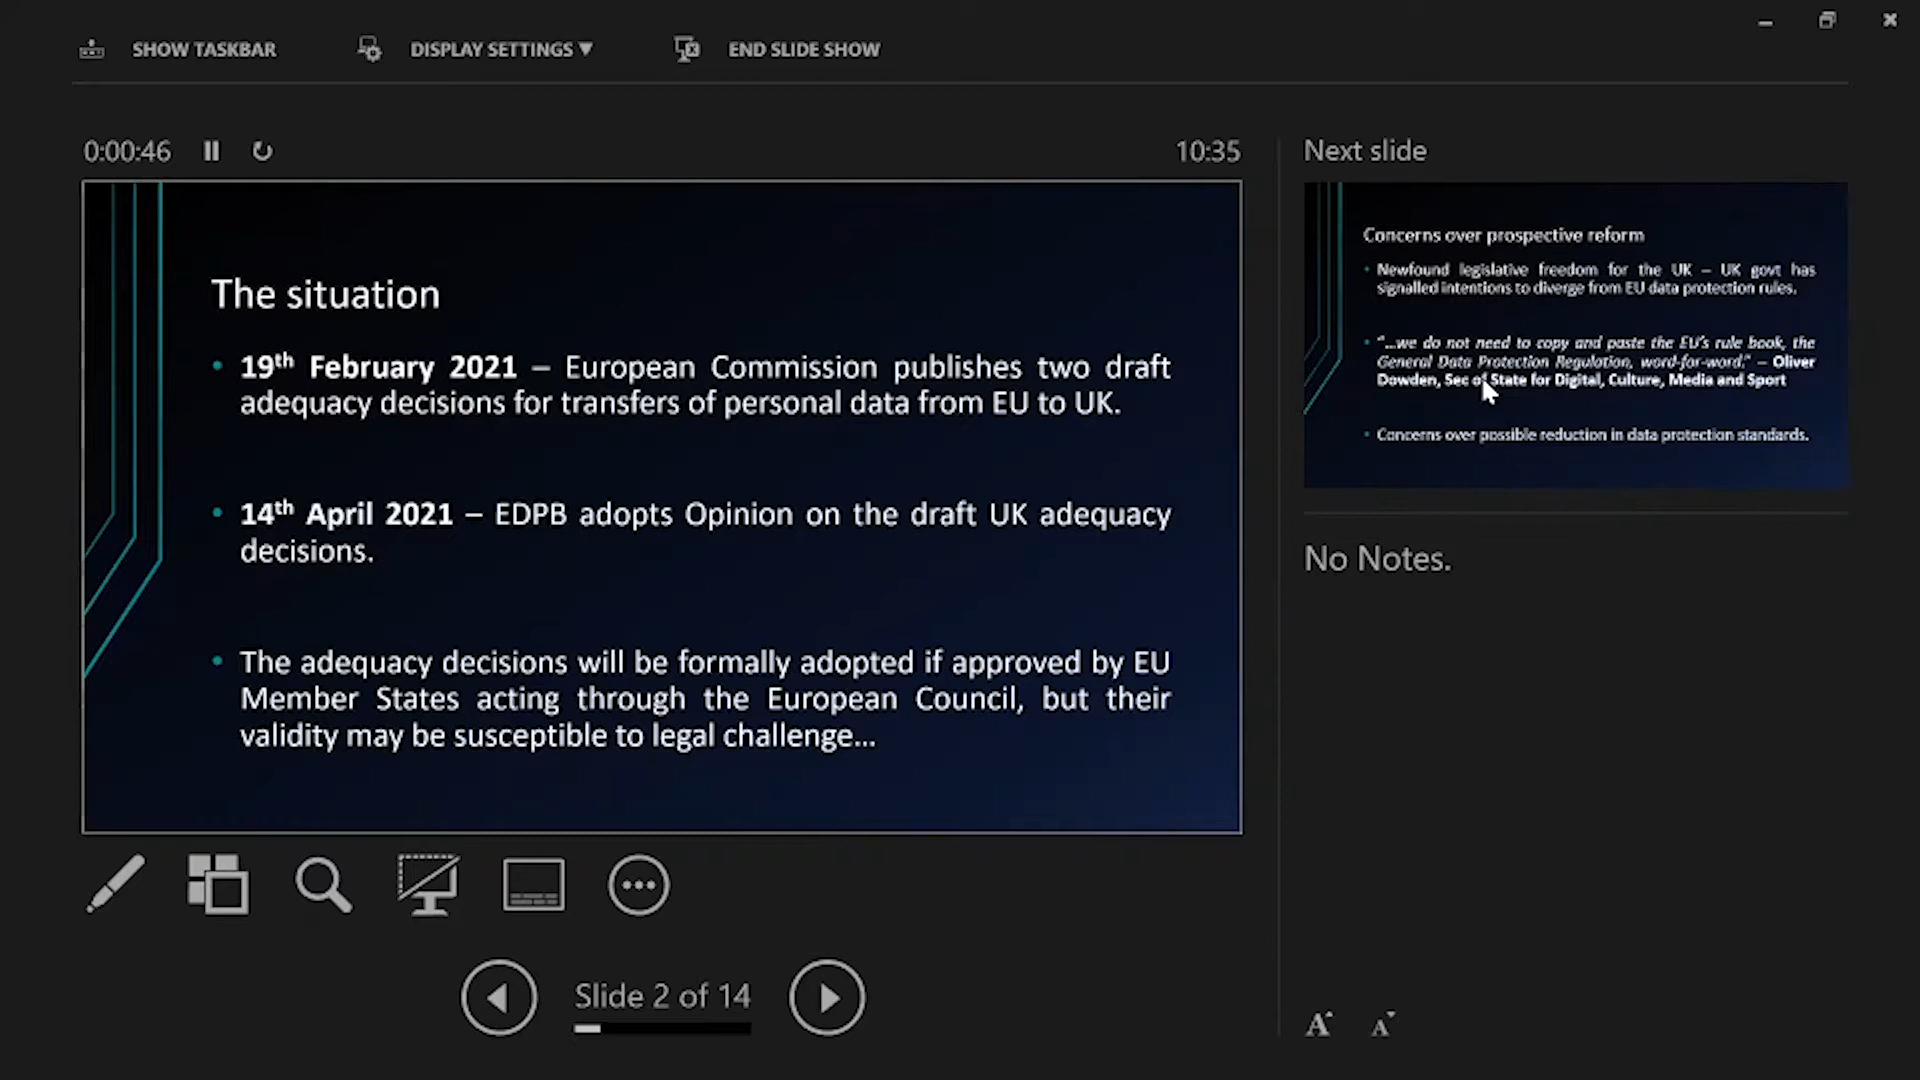 SHOW TASKBAR
DISPLAY SETTINGS ▼
END SLIDE SHOW
0:00:46
10:35
The situation
• 19th February 2021 – European Commission publishes two draft
adequacy decisions for transfers of personal data from EU to UK.
• 14th April 2021 – EDPB adopts Opinion on the draft UK adequacy
decisions.
• The adequacy decisions will be formally adopted if approved by EU
Member States acting through the European Council, but their
validity may be susceptible to legal challenge...
Slide 2 of 14
Next slide
Concerns over prospective reform
• Newfound legislative freedom for the UK – UK govt has
signalled intentions to diverge from EU data protection rules.
• "...we do not need to copy and paste the EU's rule book, the
General Data Protection Regulation, word-for-word." – Oliver
Dowden, Sec of State for Digital, Culture, Media and Sport
• Concerns over possible reduction in data protection standards.
No Notes.
A A